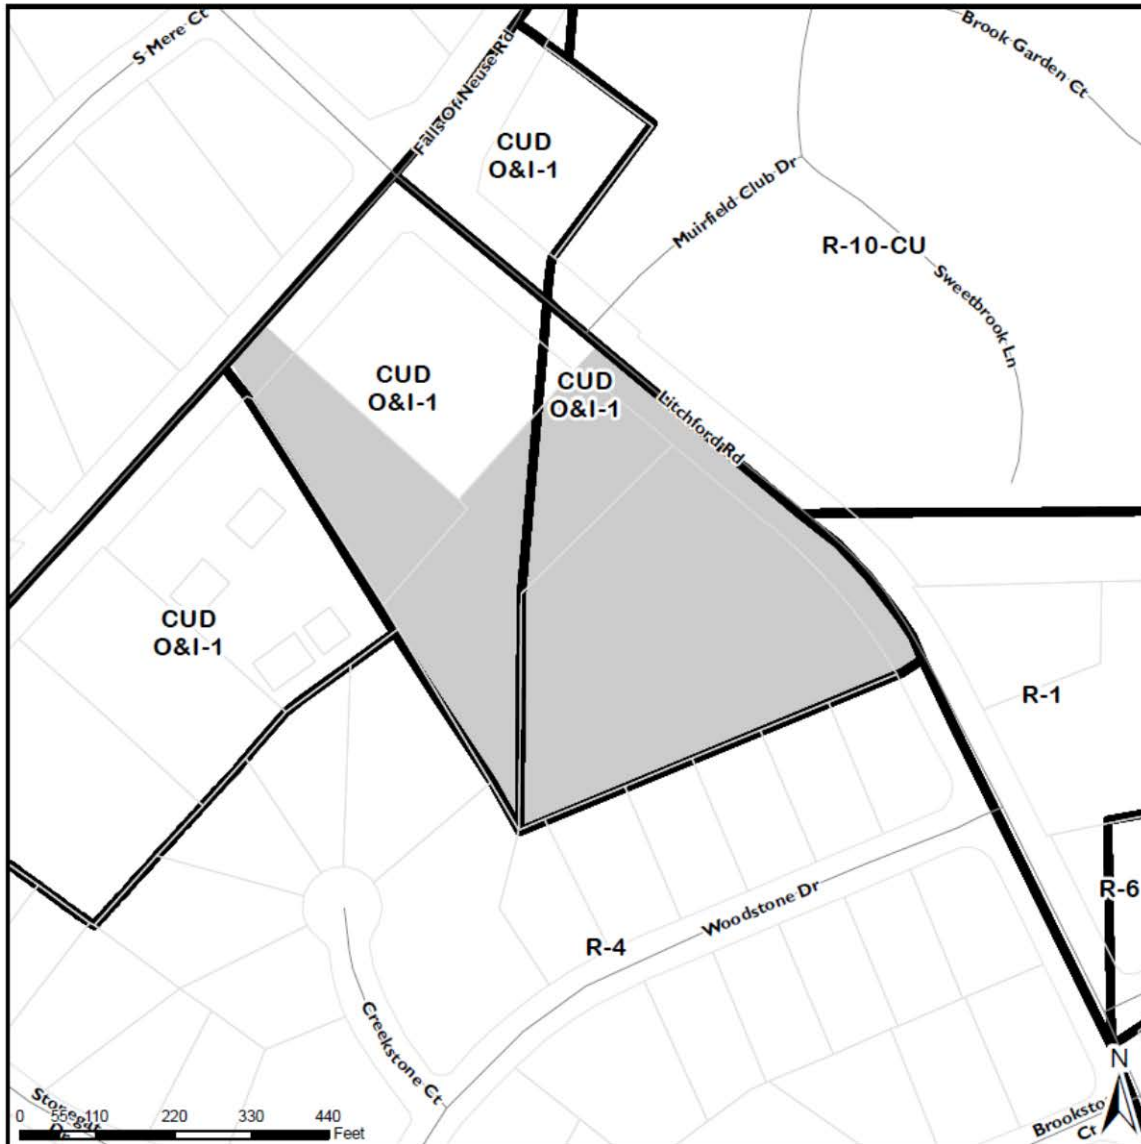 S Mere Ct
Falls Of Neuse Rd
Brook Garden Ct
CUD
O&I-1
Muirfield Club Dr
R-10-CU
Sweetbrook Ln
CUD
O&I-1
CUD
O&I-1
Litchford Rd
CUD
O&I-1
R-1
R-6
Woodstone Dr
R-4
Creekstone Ct
N
0 55 110 220 330 440
Feet
Dr
Ct